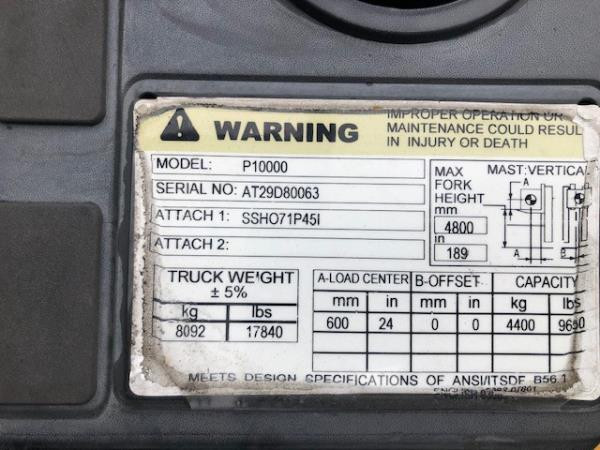 WARNING
IMPROPER OPERATION OR
MAINTENANCE COULD RESUL
IN INJURY OR DEATH
MODEL: P10000
SERIAL NO: AT29D80063
ATTACH 1: SSHO71P45I
ATTACH 2:
MAX
FORK
HEIGHT
mm
4800
in
189
MAST:VERTICAL
A
A
B
TRUCK WEIGHT
± 5%
kg lbs
8092 17840
A-LOAD CENTER B-OFFSET CAPACITY
mm in mm in kg lbs
600 24 0 0 4400 9650
MEETS DESIGN SPECIFICATIONS OF ANSI/ITSDF B56.1
ENGLISH